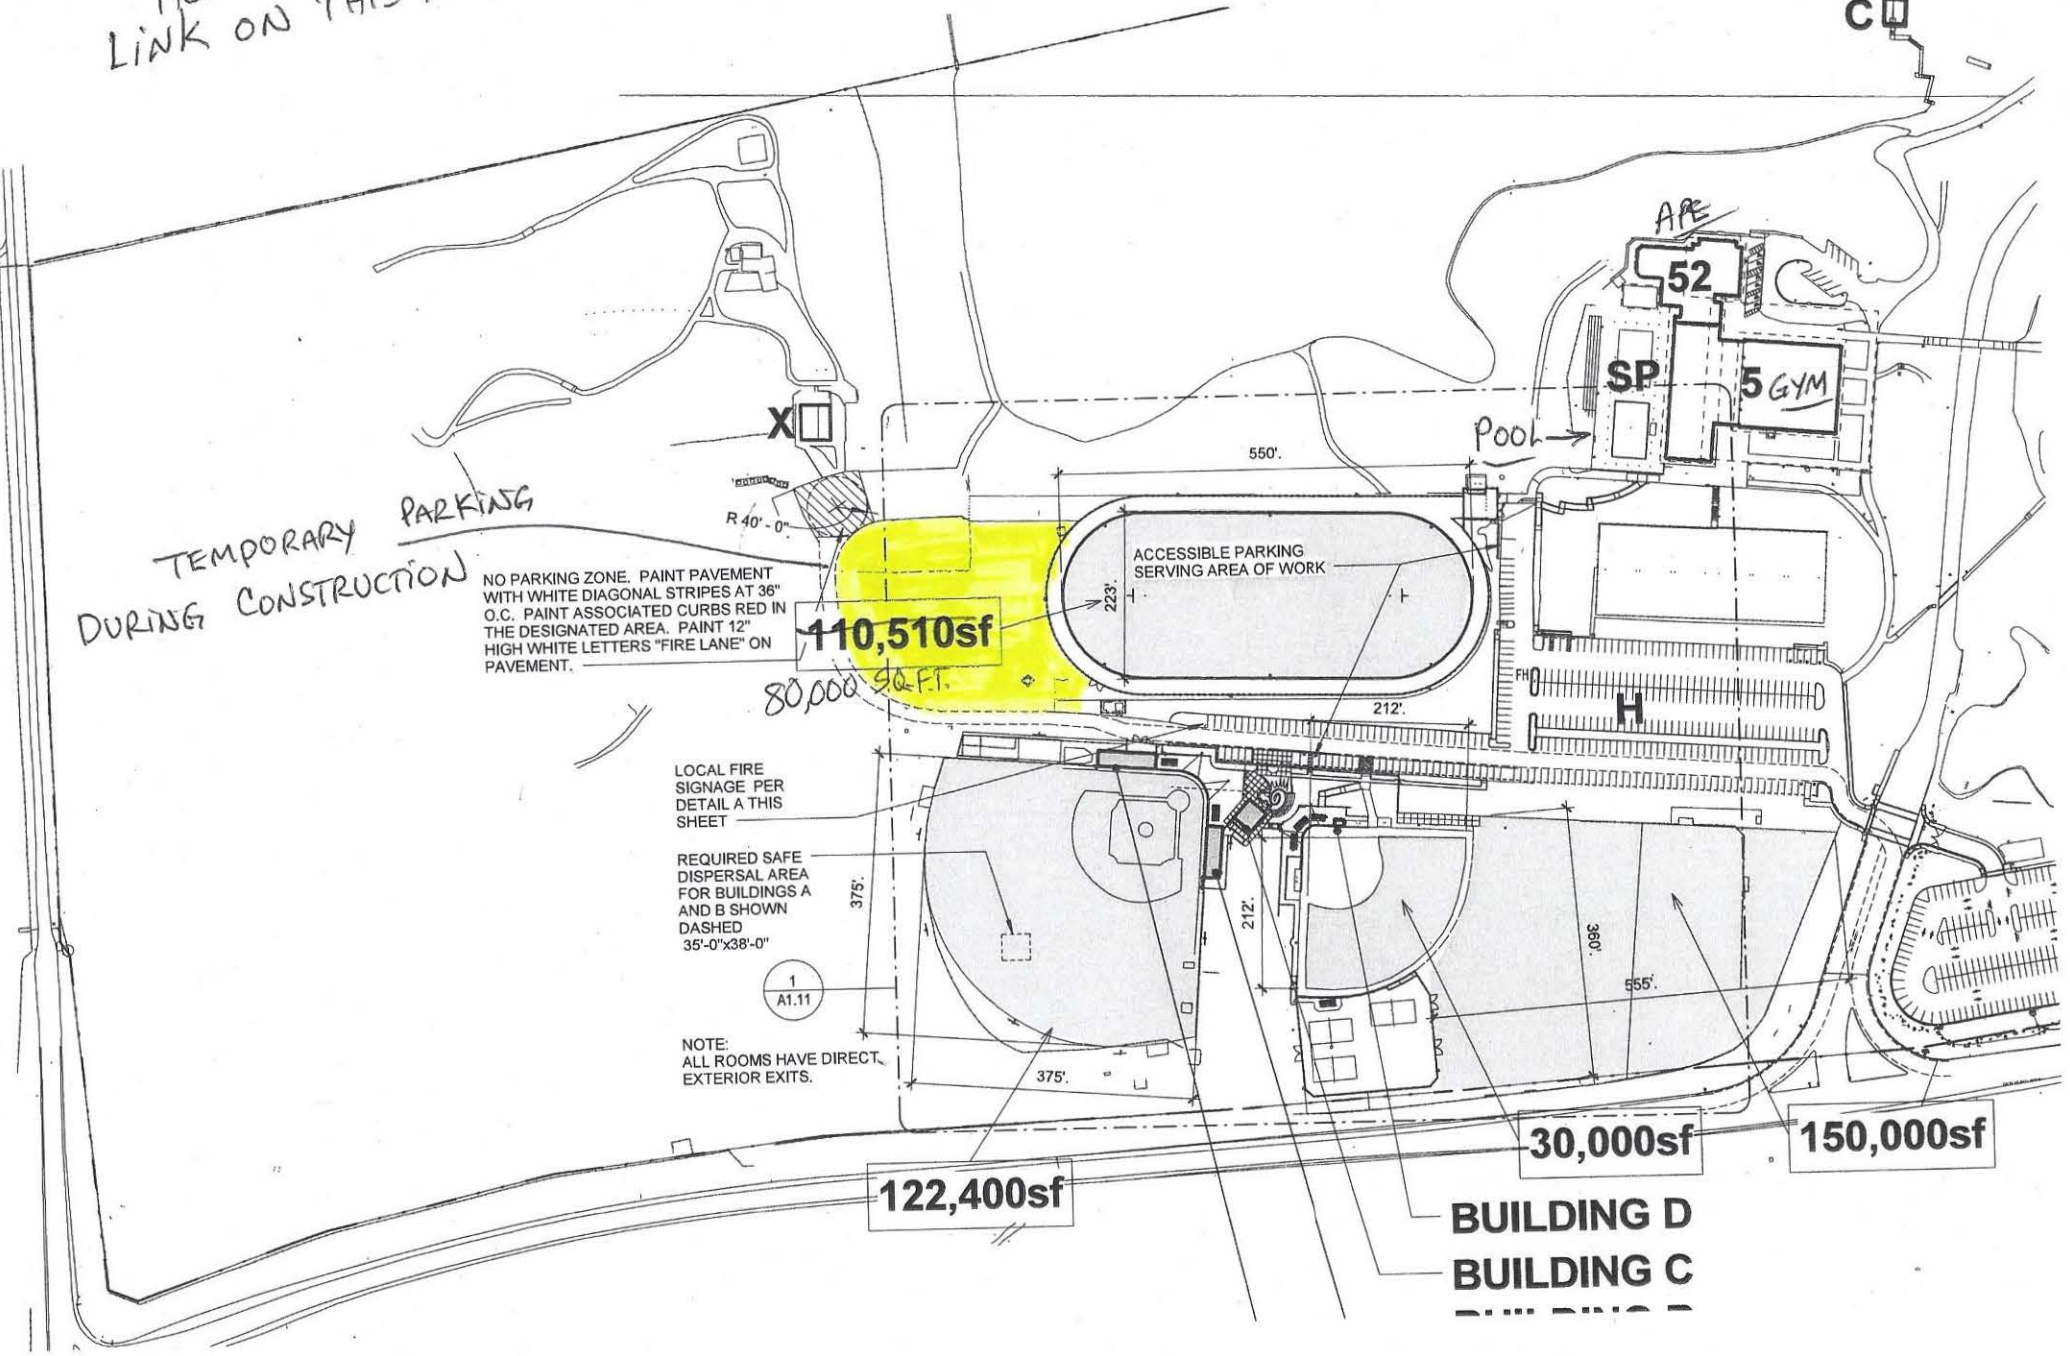 LINK ON THIS
C
APE
52
SP
5 GYM
POOL
X
550'.
R 40' - 0"
TEMPORARY PARKING
DURING CONSTRUCTION
NO PARKING ZONE. PAINT PAVEMENT
WITH WHITE DIAGONAL STRIPES AT 36"
O.C. PAINT ASSOCIATED CURBS RED IN
THE DESIGNATED AREA. PAINT 12"
HIGH WHITE LETTERS "FIRE LANE" ON
PAVEMENT.
110,510sf
80,000 SQ.FT.
223'.
ACCESSIBLE PARKING
SERVING AREA OF WORK
FH
H
212'.
LOCAL FIRE
SIGNAGE PER
DETAIL A THIS
SHEET
REQUIRED SAFE
DISPERSAL AREA
FOR BUILDINGS A
AND B SHOWN
DASHED
35'-0"x38'-0"
375'.
212'.
360'.
555'.
1
A1.11
NOTE:
ALL ROOMS HAVE DIRECT
EXTERIOR EXITS.
375'.
122,400sf
30,000sf
150,000sf
BUILDING D
BUILDING C